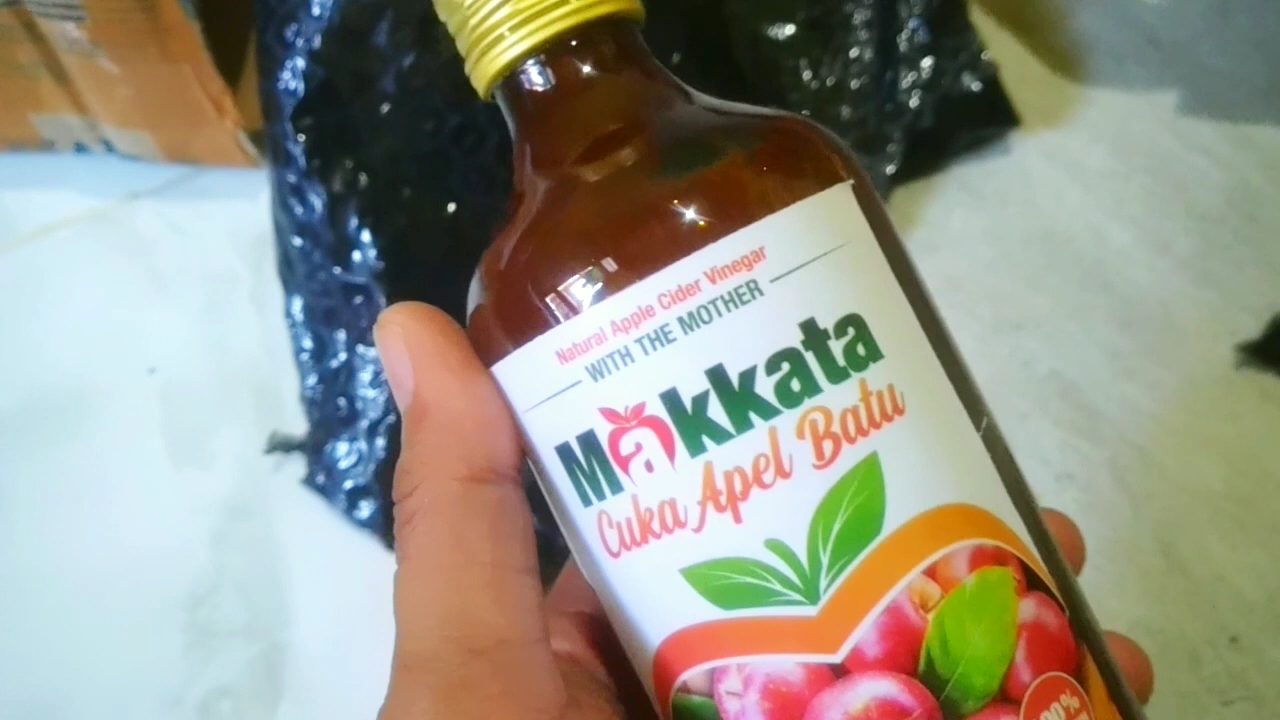 Natural Apple Cider Vinegar
WITH THE MOTHER
Makkata
Cuka Apel Batu